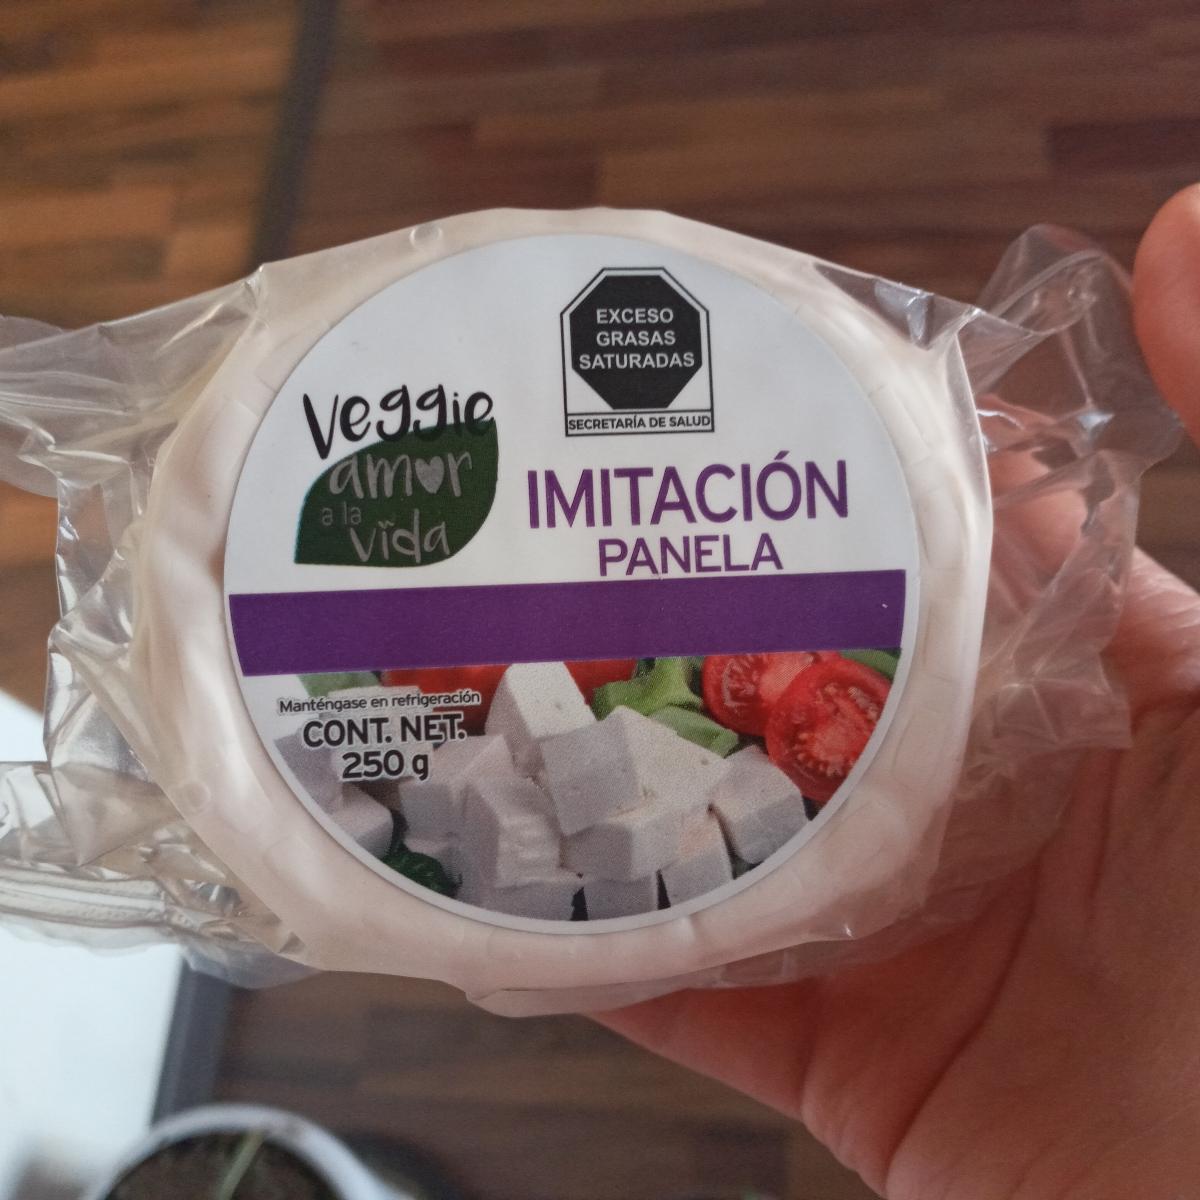 EXCESO
GRASAS
SATURADAS
SECRETARÍA DE SALUD
Veggie
amor
a la
vida
IMITACIÓN
PANELA
Manténgase en refrigeración
CONT. NET.
250 g